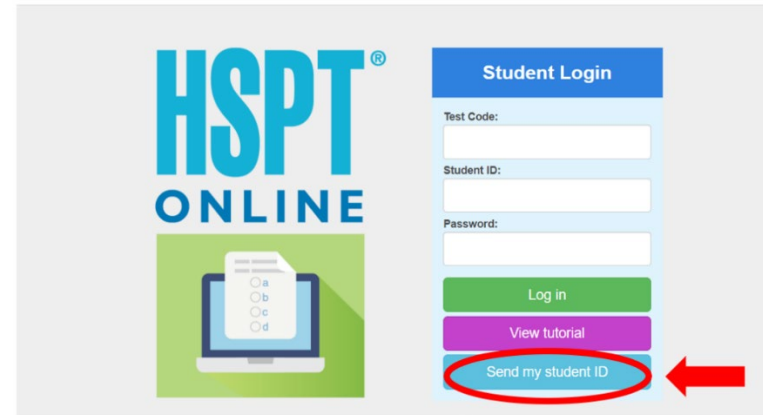 HSPT®
ONLINE
a
b
c
d
Student Login
Test Code:
Student ID:
Password:
Log in
View tutorial
Send my student ID